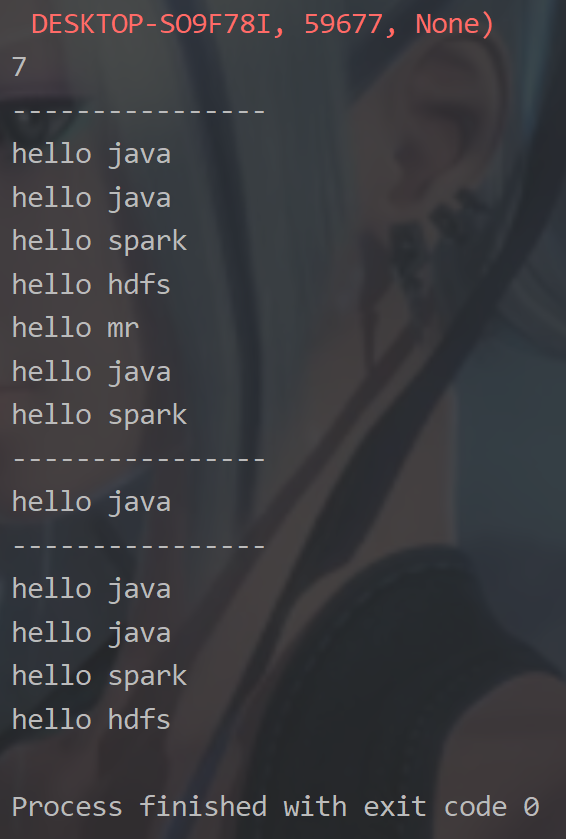 DESKTOP-SO9F78I, 59677, None)
7
----------------
hello java
hello java
hello spark
hello hdfs
hello mr
hello java
hello spark
----------------
hello java
----------------
hello java
hello java
hello spark
hello hdfs
Process finished with exit code 0